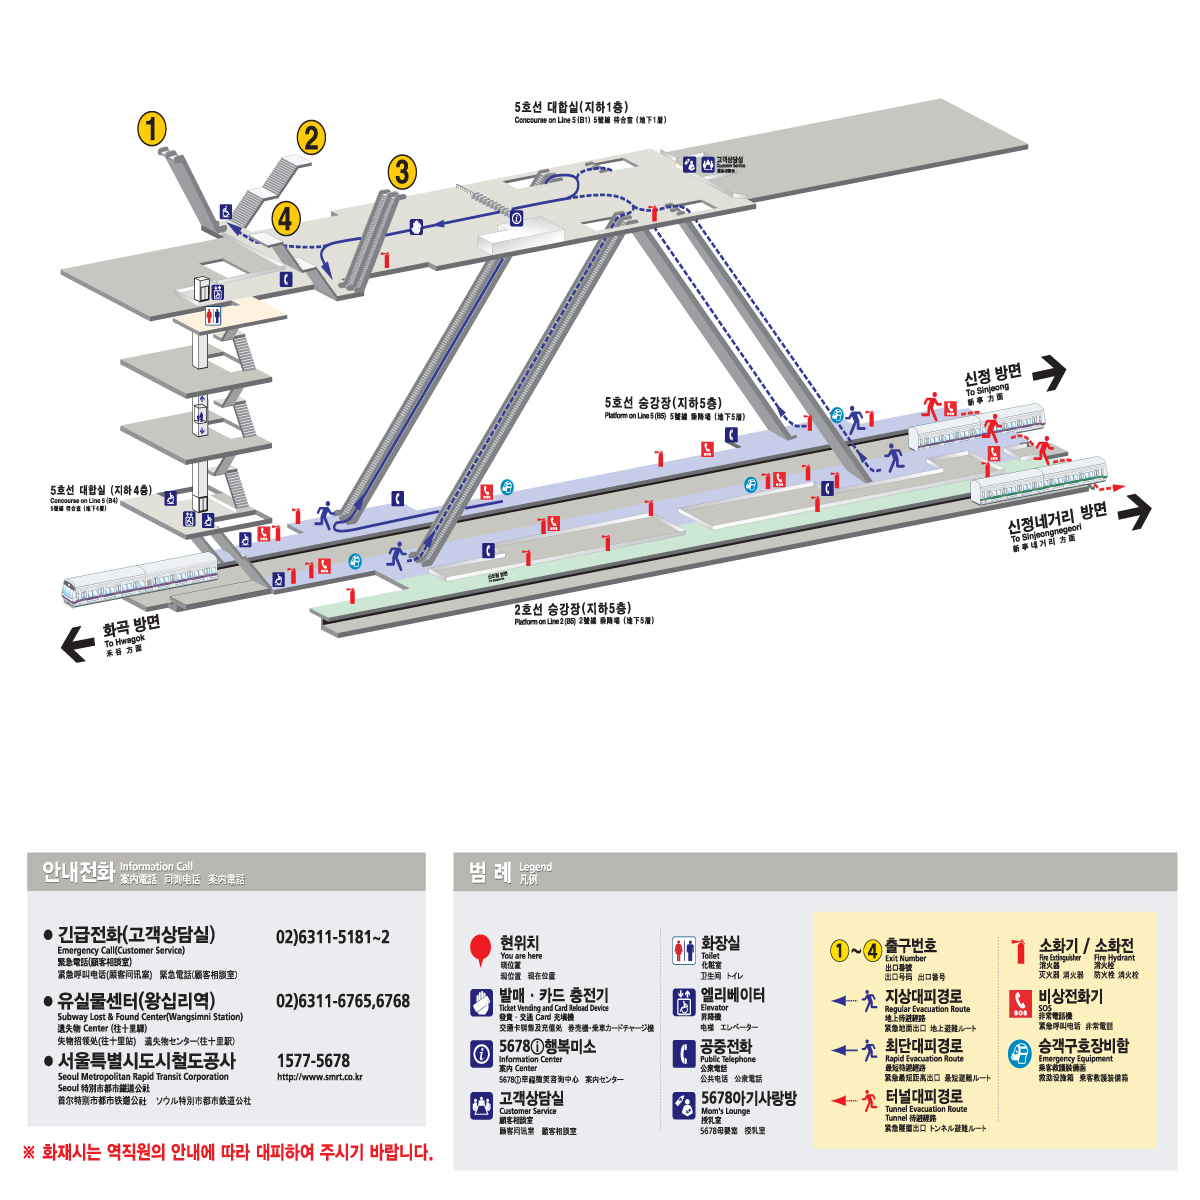 5호선 대합실(지하1층)
Concourse on Line 5 (B1) 5號線 待合室 (地下1層)
1
2
3
4
고객상담실
Customer Service
신정 방면
To Sinjeong
新亭 方面
5호선 승강장(지하5층)
Platform on Line 5 (B5) 5號線 乘降場 (地下5層)
5호선 대합실 (지하4층)
Concourse on Line 5 (B4)
5號線 待合室 (地下4層)
신정네거리 방면
To Sinjeongnegeori
新亭네거리 方面
2호선 승강장(지하5층)
Platform on Line 2 (B5) 2號線 乘降場 (地下5層)
화곡 방면
To Hwagok
禾谷 方面
안내전화 Information Call
案內電話 问询电话 案内電話
긴급전화(고객상담실) 02)6311-5181~2
Emergency Call(Customer Service)
緊急電話(顧客相談室)
紧急呼叫电话(顾客问讯室) 緊急電話(顧客相談室)
유실물센터(왕십리역) 02)6311-6765,6768
Subway Lost & Found Center(Wangsimni Station)
遺失物 Center (往十里驛)
失物招领处(往十里站) 遺失物センター(往十里駅)
서울특별시도시철도공사 1577-5678
Seoul Metropolitan Rapid Transit Corporation http://www.smrt.co.kr
Seoul 特別市都市鐵道公社
首尔特别市都市铁道公社 ソウル特別市都市鉄道公社
※ 화재시는 역직원의 안내에 따라 대피하여 주시기 바랍니다.
범 례 Legend
凡例
현위치
You are here
現位置
现位置 現在位置
발매 · 카드 충전기
Ticket Vending and Card Reload Device
發賣 · 交通 Card 充塡機
交通卡销售及充值处 券売機·乗車カードチャージ機
5678ⓘ행복미소
Information Center
案內 Center
5678ⓘ幸福微笑咨询中心 案内センター
고객상담실
Customer Service
顧客相談室
顾客问讯室 顧客相談室
화장실
Toilet
化粧室
卫生间 トイレ
엘리베이터
Elevator
昇降機
电梯 エレベーター
공중전화
Public Telephone
公衆電話
公共电话 公衆電話
5678아기사랑방
Mom's Lounge
授乳室
5678母婴室 授乳室
1 ~ 4 출구번호
Exit Number
出口番號
出口号码 出口番号
지상대피경로
Regular Evacuation Route
地上待避經路
紧急地面出口 地上避難ルート
최단대피경로
Rapid Evacuation Route
最短待避經路
紧急最短距离出口 最短避難ルート
터널대피경로
Tunnel Evacuation Route
Tunnel 待避經路
紧急隧道出口 トンネル避難ルート
소화기 / 소화전
Fire Extinguisher Fire Hydrant
消火器 消火栓
灭火器 消火器 防火栓 消火栓
비상전화기
SOS
非常電話機
紧急呼叫电话 非常電話
승객구호장비함
Emergency Equipment
乘客救護裝備函
救助设施箱 乗客救護装備箱